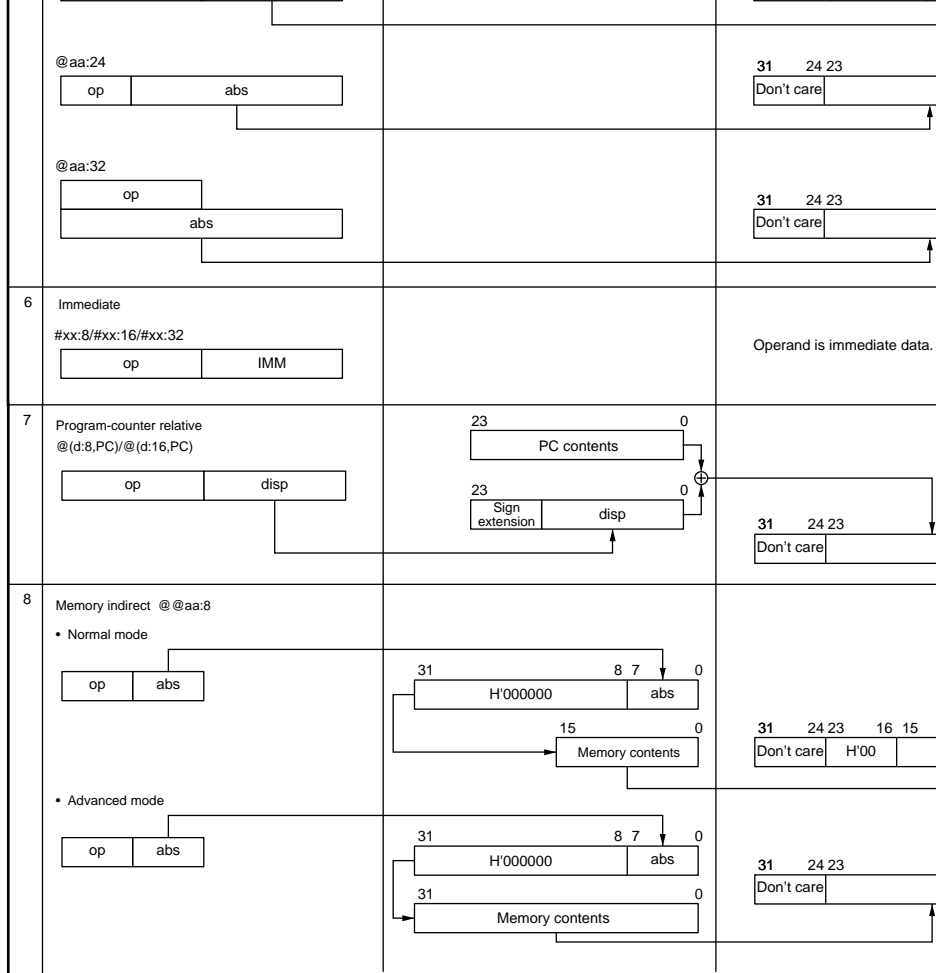 @aa:24
31 24 23
op abs
Don't care
@aa:32
op
31 24 23
abs
Don't care
6 Immediate
#xx:8/#xx:16/#xx:32
op IMM
Operand is immediate data.
7 Program-counter relative
@(d:8,PC)/@(d:16,PC)
23 0
PC contents
op disp
23 0
Sign extension disp
31 24 23
Don't care
8 Memory indirect @@aa:8
• Normal mode
op abs
31 8 7 0
H'000000 abs
15 0
Memory contents
31 24 23 16 15
Don't care H'00
• Advanced mode
op abs
31 8 7 0
H'000000 abs
31 0
Memory contents
31 24 23
Don't care